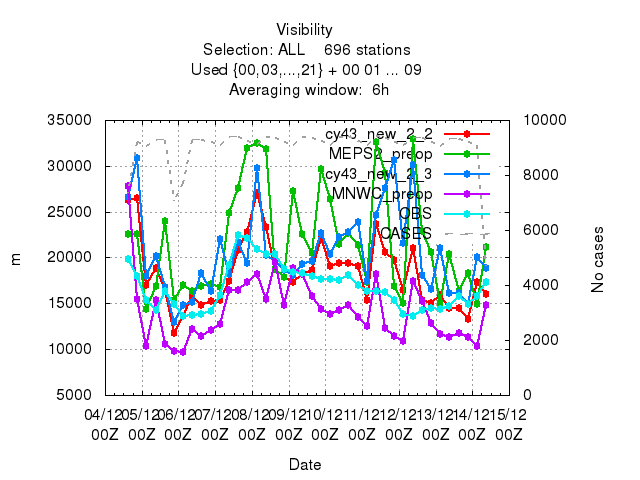 Visibility
Selection: ALL 696 stations
Used {00,03,...,21} + 00 01 ... 09
Averaging window: 6h
35000
30000
25000
20000
15000
10000
5000
m
10000
8000
6000
4000
2000
0
No cases
cy43_new_2_2
MEPS2_preop
cy43_new_2_3
MNWC_preop
OBS
CASES
04/12 05/12 06/12 07/12 08/12 09/12 10/12 11/12 12/12 13/12 14/12 15/12
00Z 00Z 00Z 00Z 00Z 00Z 00Z 00Z 00Z 00Z 00Z 00Z
Date